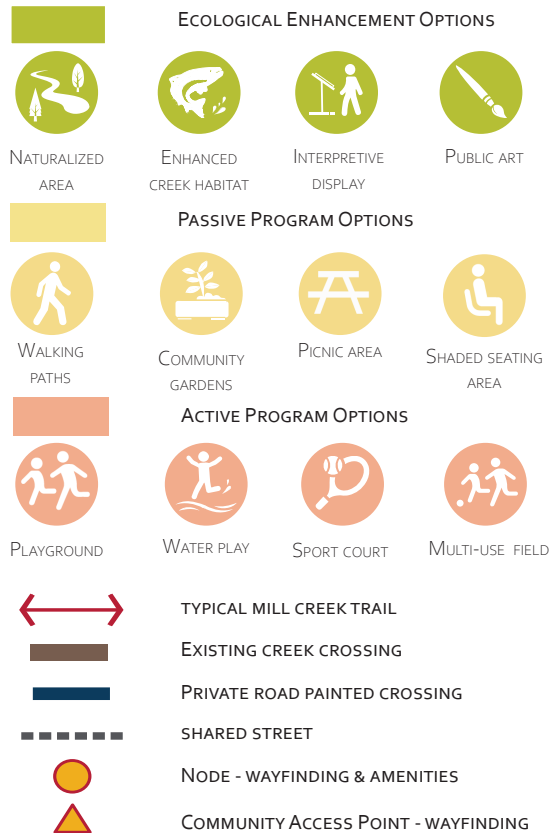 Ecological Enhancement Options
Naturalized
area
Enhanced
creek habitat
Interpretive
display
Public art
Passive Program Options
Walking
paths
Community
gardens
Picnic area
Shaded seating
area
Active Program Options
Playground
Water play
Sport court
Multi-use field
typical mill creek trail
Existing creek crossing
Private road painted crossing
shared street
Node - wayfinding & amenities
Community Access Point - wayfinding